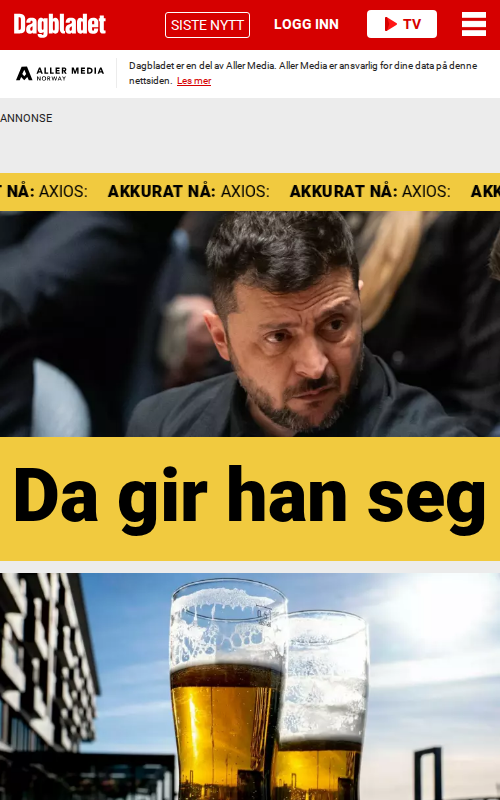 Dagbladet SISTE NYTT LOGG INN TV
ALLER MEDIA
NORWAY
Dagbladet er en del av Aller Media. Aller Media er ansvarlig for dine data på denne
nettsiden. Les mer
ANNONSE
T NÅ: AXIOS: AKKURAT NÅ: AXIOS: AKKURAT NÅ: AXIOS: AKK
Da gir han seg